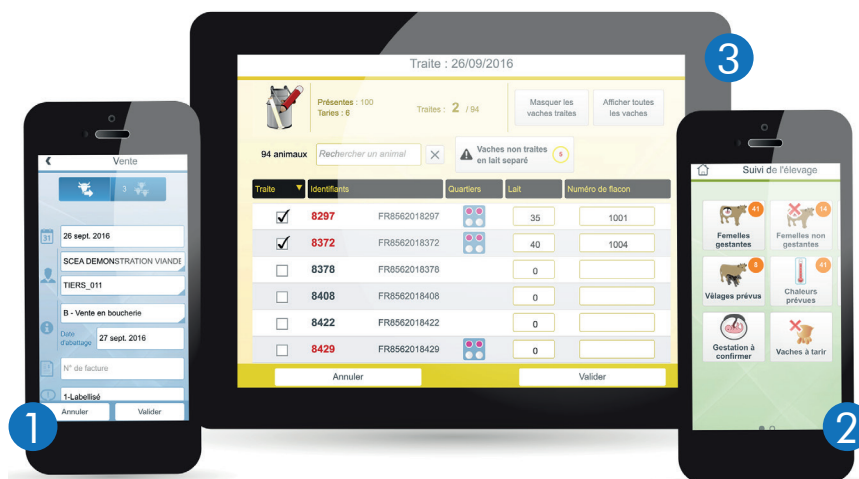 Vente
3
31
26 sept. 2016
SCEA DEMONSTRATION VIANDE
TIERS_011
B - Vente en boucherie
Date d'abattage
27 sept. 2016
N° de facture
1-Labellisé
Annuler
Valider
1
Traite : 26/09/2016
Présentes : 100
Taries : 6
Traites : 2 / 94
Masquer les
vaches traites
Afficher toutes
les vaches
94 animaux
Rechercher un animal
Vaches non traites
en lait séparé
6
Traite
Identifiants
Quartiers
Lait
Numéro de flacon
8297 FR8562018297 35 1001
8372 FR8562018372 40 1004
8378 FR8562018378 0
8408 FR8562018408 0
8422 FR8562018422 0
8429 FR8562018429 0
Annuler
Valider
3
Suivi de l'élevage
41
Femelles
gestantes
14
Femelles non
gestantes
8
Vêlages prévus
41
Chaleurs
prévues
Gestation à
confirmer
Vaches à tarir
2